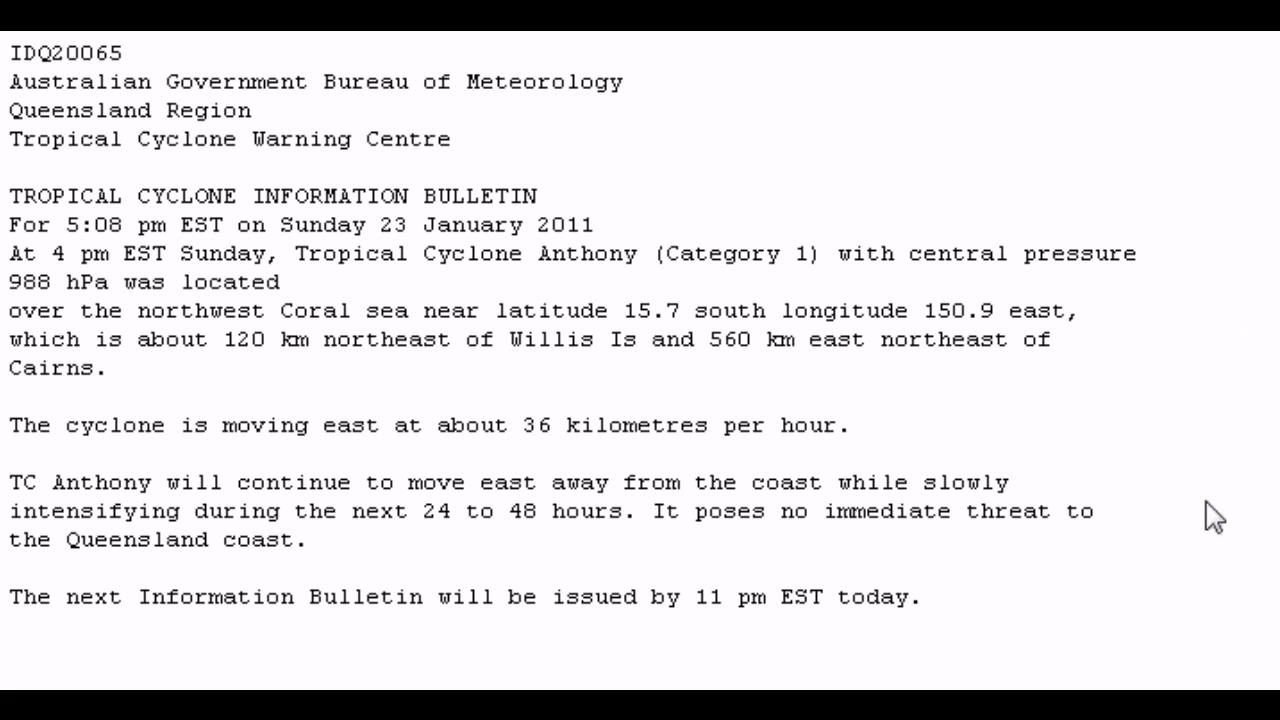 IDQ20065
Australian Government Bureau of Meteorology
Queensland Region
Tropical Cyclone Warning Centre
TROPICAL CYCLONE INFORMATION BULLETIN
For 5:08 pm EST on Sunday 23 January 2011
At 4 pm EST Sunday, Tropical Cyclone Anthony (Category 1) with central pressure
988 hPa was located
over the northwest Coral sea near latitude 15.7 south longitude 150.9 east,
which is about 120 km northeast of Willis Is and 560 km east northeast of
Cairns.
The cyclone is moving east at about 36 kilometres per hour.
TC Anthony will continue to move east away from the coast while slowly
intensifying during the next 24 to 48 hours. It poses no immediate threat to
the Queensland coast.
The next Information Bulletin will be issued by 11 pm EST today.